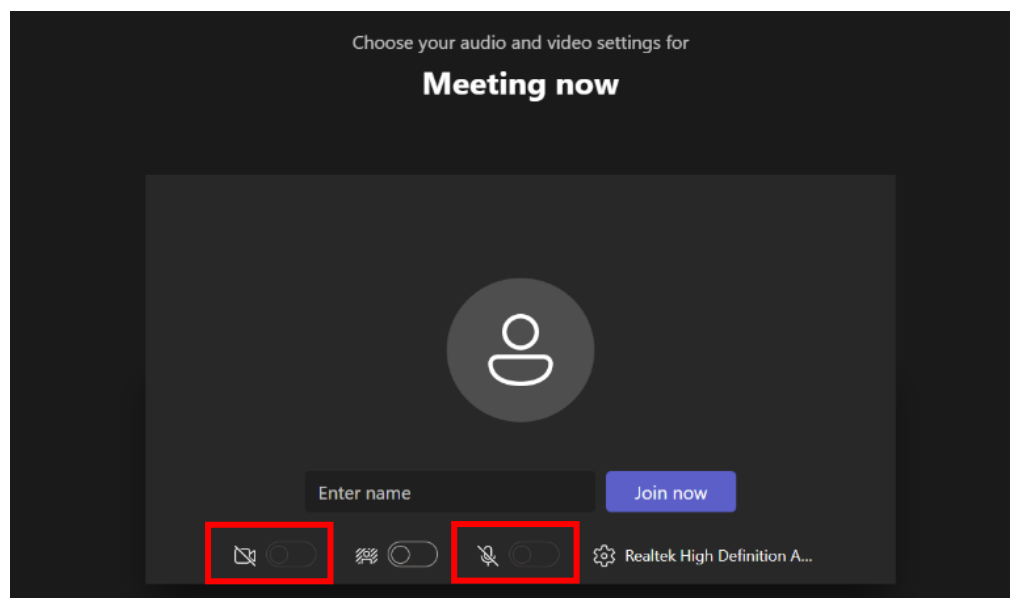 Choose your audio and video settings for
Meeting now
Enter name
Join now
Realtek High Definition A...